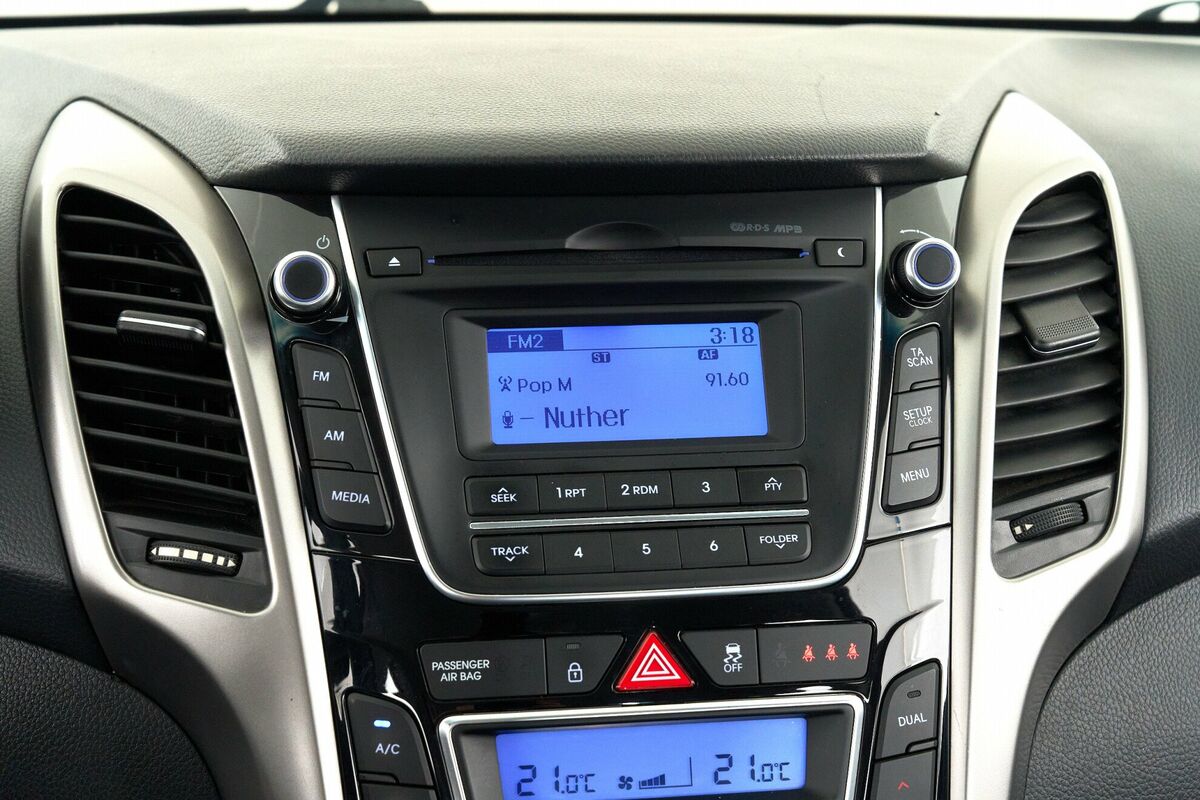 R·D·S MP3
FM2
3:18
ST
AF
Pop M
91.60
- Nuther
FM
AM
MEDIA
TA
SCAN
SETUP
CLOCK
MENU
SEEK
1 RPT
2 RDM
3
PTY
TRACK
4
5
6
FOLDER
PASSENGER
AIR BAG
OFF
A/C
DUAL
21.0°C
21.0°C